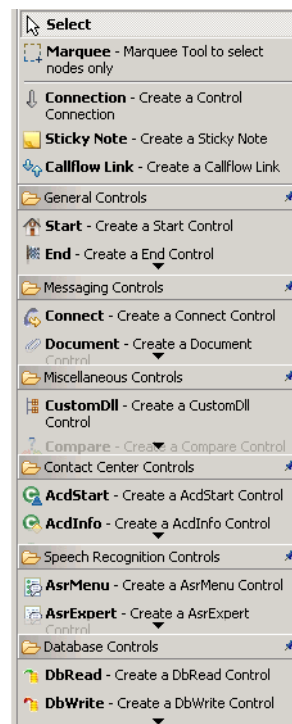 Select
Marquee - Marquee Tool to select
nodes only
Connection - Create a Control
Connection
Sticky Note - Create a Sticky Note
Callflow Link - Create a Callflow Link
General Controls
Start - Create a Start Control
End - Create a End Control
Messaging Controls
Connect - Create a Connect Control
Document - Create a Document
Control
Miscellaneous Controls
CustomDll - Create a CustomDll
Control
Compare - Create a Compare Control
Contact Center Controls
AcdStart - Create a AcdStart Control
AcdInfo - Create a AcdInfo Control
Speech Recognition Controls
AsrMenu - Create a AsrMenu Control
AsrExpert - Create a AsrExpert
Control
Database Controls
DbRead - Create a DbRead Control
DbWrite - Create a DbWrite Control